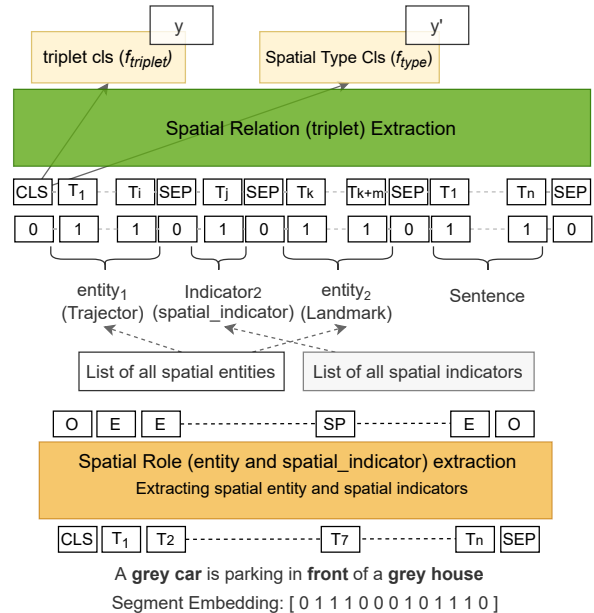 y
y'
triplet cls (f_triplet)
Spatial Type Cls (f_type)
Spatial Relation (triplet) Extraction
CLS T1 Ti SEP Tj SEP Tk Tk+m SEP T1 Tn SEP
0 1 1 0 1 0 1 1 0 1 1 0
entity1 Indicator2 entity2 Sentence
(Trajector) (spatial_indicator) (Landmark)
List of all spatial entities List of all spatial indicators
O E E SP E O
Spatial Role (entity and spatial_indicator) extraction
Extracting spatial entity and spatial indicators
CLS T1 T2 T7 Tn SEP
A grey car is parking in front of a grey house
Segment Embedding: [ 0 1 1 1 0 0 0 1 0 1 1 1 0 ]